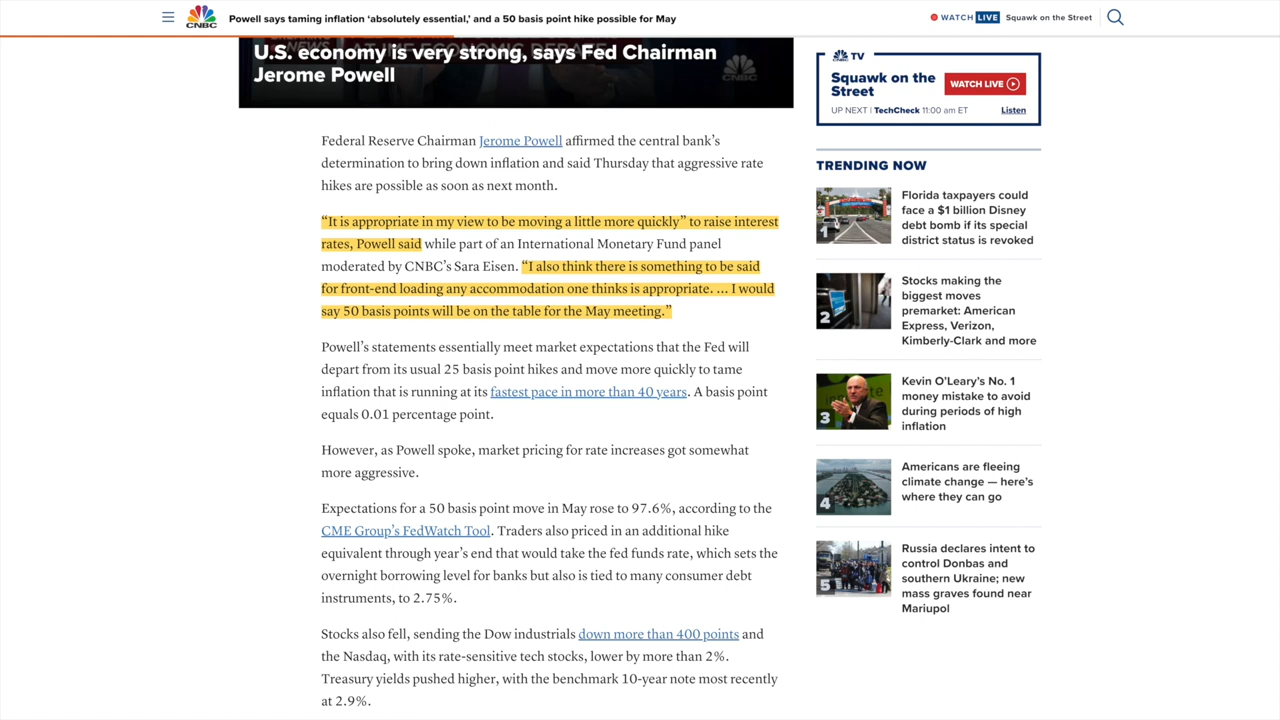 CNBC
Powell says taming inflation ‘absolutely essential,’ and a 50 basis point hike possible for May
WATCH LIVE Squawk on the Street
U.S. economy is very strong, says Fed Chairman
Jerome Powell
CNBC
Federal Reserve Chairman Jerome Powell affirmed the central bank’s
determination to bring down inflation and said Thursday that aggressive rate
hikes are possible as soon as next month.
“It is appropriate in my view to be moving a little more quickly” to raise interest
rates, Powell said while part of an International Monetary Fund panel
moderated by CNBC’s Sara Eisen. “I also think there is something to be said
for front-end loading any accommodation one thinks is appropriate. … I would
say 50 basis points will be on the table for the May meeting.”
Powell’s statements essentially meet market expectations that the Fed will
depart from its usual 25 basis point hikes and move more quickly to tame
inflation that is running at its fastest pace in more than 40 years. A basis point
equals 0.01 percentage point.
However, as Powell spoke, market pricing for rate increases got somewhat
more aggressive.
Expectations for a 50 basis point move in May rose to 97.6%, according to the
CME Group’s FedWatch Tool. Traders also priced in an additional hike
equivalent through year’s end that would take the fed funds rate, which sets the
overnight borrowing level for banks but also is tied to many consumer debt
instruments, to 2.75%.
Stocks also fell, sending the Dow industrials down more than 400 points and
the Nasdaq, with its rate-sensitive tech stocks, lower by more than 2%.
Treasury yields pushed higher, with the benchmark 10-year note most recently
at 2.9%.
CNBC TV
Squawk on the
Street
WATCH LIVE
UP NEXT | TechCheck 11:00 am ET
Listen
TRENDING NOW
1
Florida taxpayers could
face a $1 billion Disney
debt bomb if its special
district status is revoked
2
Stocks making the
biggest moves
premarket: American
Express, Verizon,
Kimberly-Clark and more
3
Kevin O’Leary’s No. 1
money mistake to avoid
during periods of high
inflation
4
Americans are fleeing
climate change — here’s
where they can go
5
Russia declares intent to
control Donbas and
southern Ukraine; new
mass graves found near
Mariupol